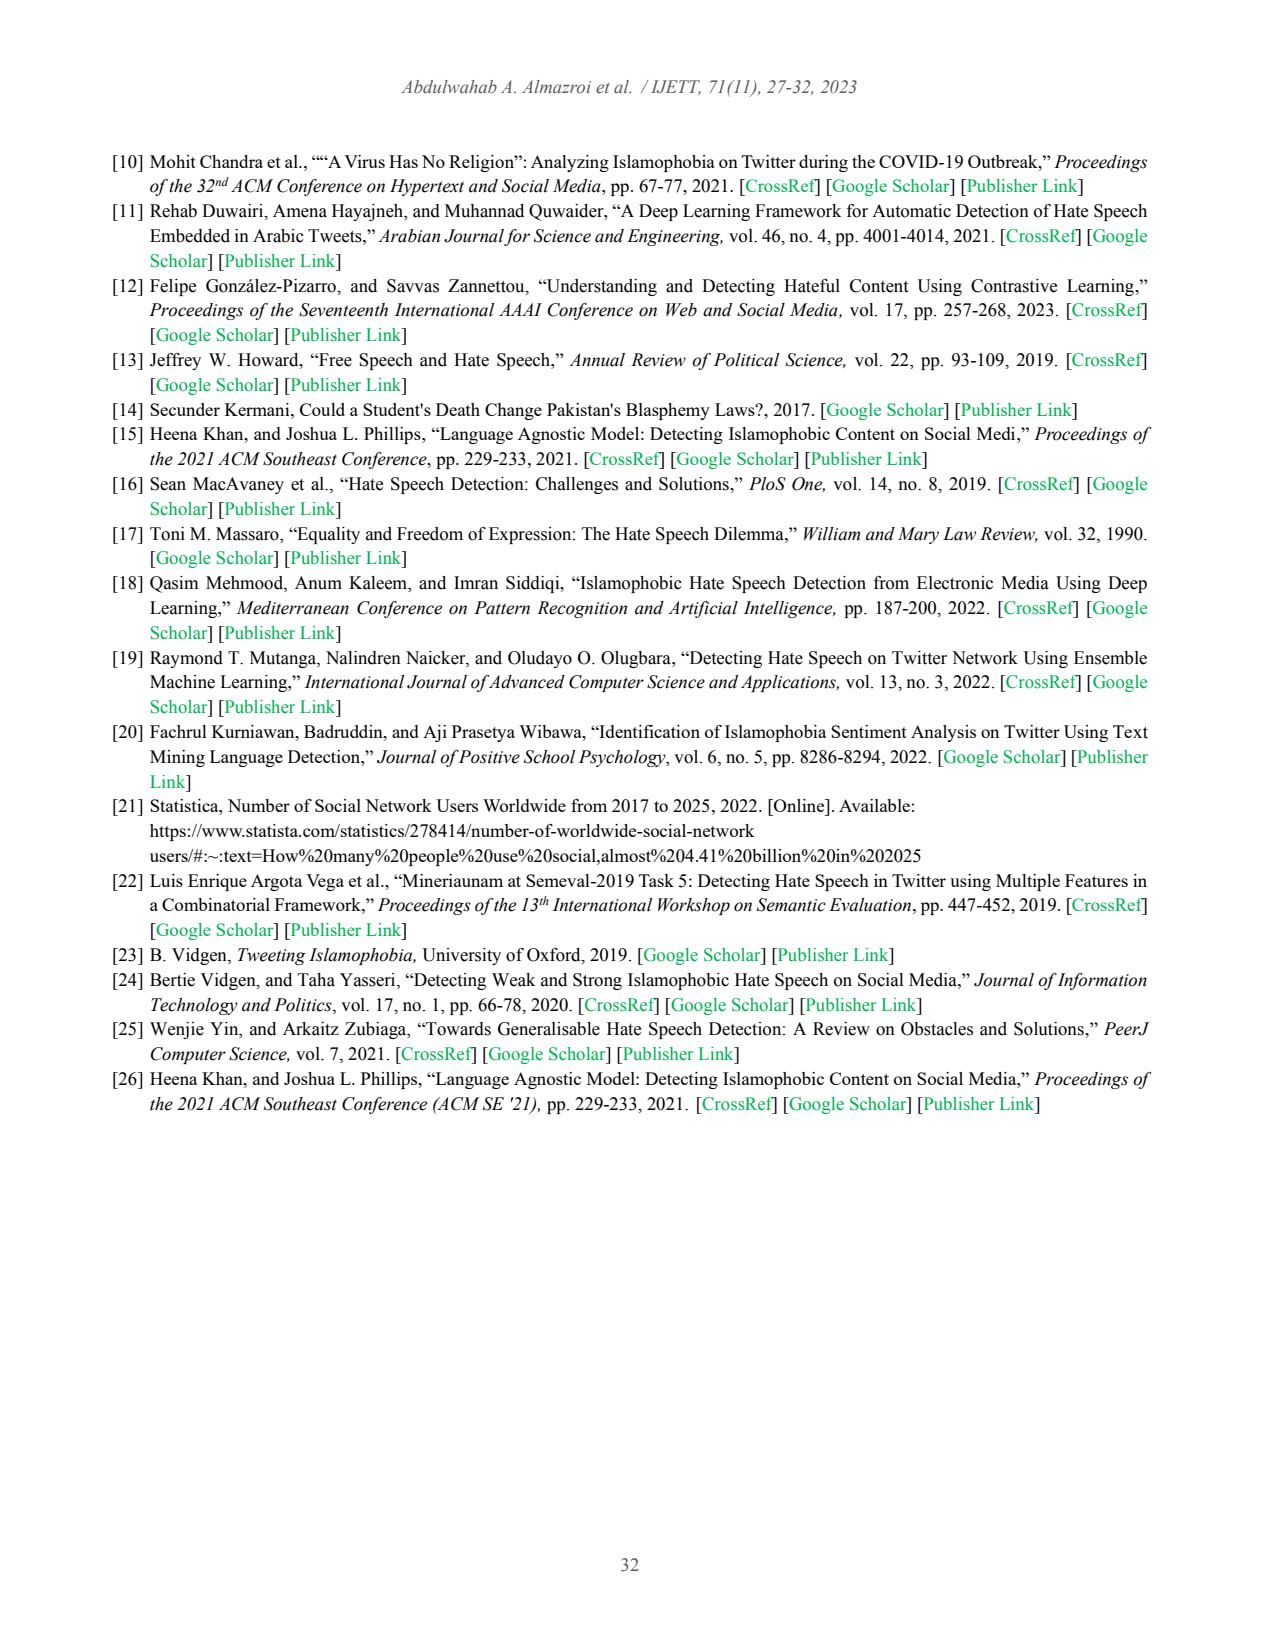 Abdulwahab A. Almazroi et al. / IJETT, 71(11), 27-32, 2023
[10] Mohit Chandra et al., ““A Virus Has No Religion”: Analyzing Islamophobia on Twitter during the COVID-19 Outbreak,” Proceedings
of the 32nd ACM Conference on Hypertext and Social Media, pp. 67-77, 2021. [CrossRef] [Google Scholar] [Publisher Link]
[11] Rehab Duwairi, Amena Hayajneh, and Muhannad Quwaider, “A Deep Learning Framework for Automatic Detection of Hate Speech
Embedded in Arabic Tweets,” Arabian Journal for Science and Engineering, vol. 46, no. 4, pp. 4001-4014, 2021. [CrossRef] [Google
Scholar] [Publisher Link]
[12] Felipe González-Pizarro, and Savvas Zannettou, “Understanding and Detecting Hateful Content Using Contrastive Learning,”
Proceedings of the Seventeenth International AAAI Conference on Web and Social Media, vol. 17, pp. 257-268, 2023. [CrossRef]
[Google Scholar] [Publisher Link]
[13] Jeffrey W. Howard, “Free Speech and Hate Speech,” Annual Review of Political Science, vol. 22, pp. 93-109, 2019. [CrossRef]
[Google Scholar] [Publisher Link]
[14] Secunder Kermani, Could a Student's Death Change Pakistan's Blasphemy Laws?, 2017. [Google Scholar] [Publisher Link]
[15] Heena Khan, and Joshua L. Phillips, “Language Agnostic Model: Detecting Islamophobic Content on Social Medi,” Proceedings of
the 2021 ACM Southeast Conference, pp. 229-233, 2021. [CrossRef] [Google Scholar] [Publisher Link]
[16] Sean MacAvaney et al., “Hate Speech Detection: Challenges and Solutions,” PloS One, vol. 14, no. 8, 2019. [CrossRef] [Google
Scholar] [Publisher Link]
[17] Toni M. Massaro, “Equality and Freedom of Expression: The Hate Speech Dilemma,” William and Mary Law Review, vol. 32, 1990.
[Google Scholar] [Publisher Link]
[18] Qasim Mehmood, Anum Kaleem, and Imran Siddiqi, “Islamophobic Hate Speech Detection from Electronic Media Using Deep
Learning,” Mediterranean Conference on Pattern Recognition and Artificial Intelligence, pp. 187-200, 2022. [CrossRef] [Google
Scholar] [Publisher Link]
[19] Raymond T. Mutanga, Nalindren Naicker, and Oludayo O. Olugbara, “Detecting Hate Speech on Twitter Network Using Ensemble
Machine Learning,” International Journal of Advanced Computer Science and Applications, vol. 13, no. 3, 2022. [CrossRef] [Google
Scholar] [Publisher Link]
[20] Fachrul Kurniawan, Badruddin, and Aji Prasetya Wibawa, “Identification of Islamophobia Sentiment Analysis on Twitter Using Text
Mining Language Detection,” Journal of Positive School Psychology, vol. 6, no. 5, pp. 8286-8294, 2022. [Google Scholar] [Publisher
Link]
[21] Statistica, Number of Social Network Users Worldwide from 2017 to 2025, 2022. [Online]. Available:
https://www.statista.com/statistics/278414/number-of-worldwide-social-network
users/#:~:text=How%20many%20people%20use%20social,almost%204.41%20billion%20in%202025
[22] Luis Enrique Argota Vega et al., “Mineriaunam at Semeval-2019 Task 5: Detecting Hate Speech in Twitter using Multiple Features in
a Combinatorial Framework,” Proceedings of the 13th International Workshop on Semantic Evaluation, pp. 447-452, 2019. [CrossRef]
[Google Scholar] [Publisher Link]
[23] B. Vidgen, Tweeting Islamophobia, University of Oxford, 2019. [Google Scholar] [Publisher Link]
[24] Bertie Vidgen, and Taha Yasseri, “Detecting Weak and Strong Islamophobic Hate Speech on Social Media,” Journal of Information
Technology and Politics, vol. 17, no. 1, pp. 66-78, 2020. [CrossRef] [Google Scholar] [Publisher Link]
[25] Wenjie Yin, and Arkaitz Zubiaga, “Towards Generalisable Hate Speech Detection: A Review on Obstacles and Solutions,” PeerJ
Computer Science, vol. 7, 2021. [CrossRef] [Google Scholar] [Publisher Link]
[26] Heena Khan, and Joshua L. Phillips, “Language Agnostic Model: Detecting Islamophobic Content on Social Media,” Proceedings of
the 2021 ACM Southeast Conference (ACM SE '21), pp. 229-233, 2021. [CrossRef] [Google Scholar] [Publisher Link]
32